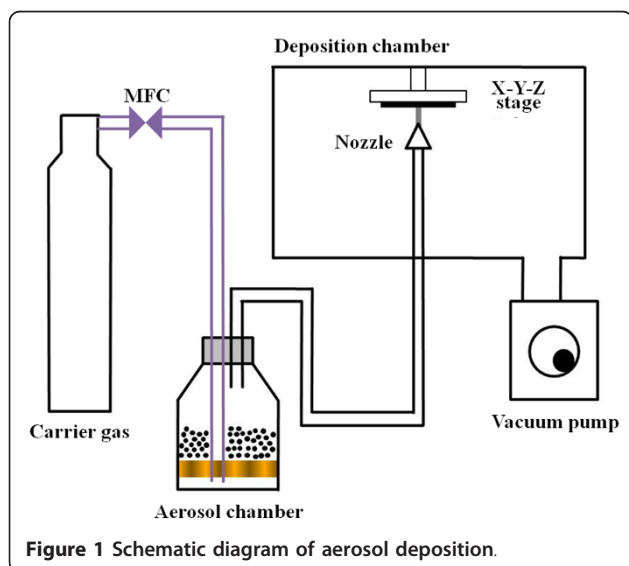 Deposition chamber
MFC
X-Y-Z
stage
Nozzle
Carrier gas
Vacuum pump
Aerosol chamber
Figure 1 Schematic diagram of aerosol deposition.